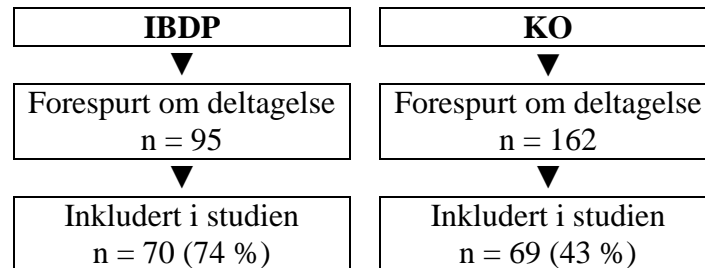 IBDP
Forespurt om deltagelse
n = 95
Inkludert i studien
n = 70 (74 %)
KO
Forespurt om deltagelse
n = 162
Inkludert i studien
n = 69 (43 %)